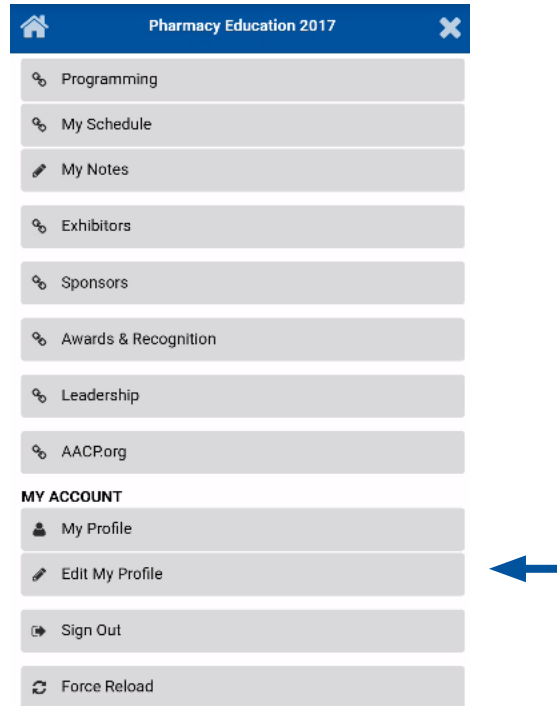 Pharmacy Education 2017
Programming
My Schedule
My Notes
Exhibitors
Sponsors
Awards & Recognition
Leadership
AACP.org
MY ACCOUNT
My Profile
Edit My Profile
Sign Out
Force Reload